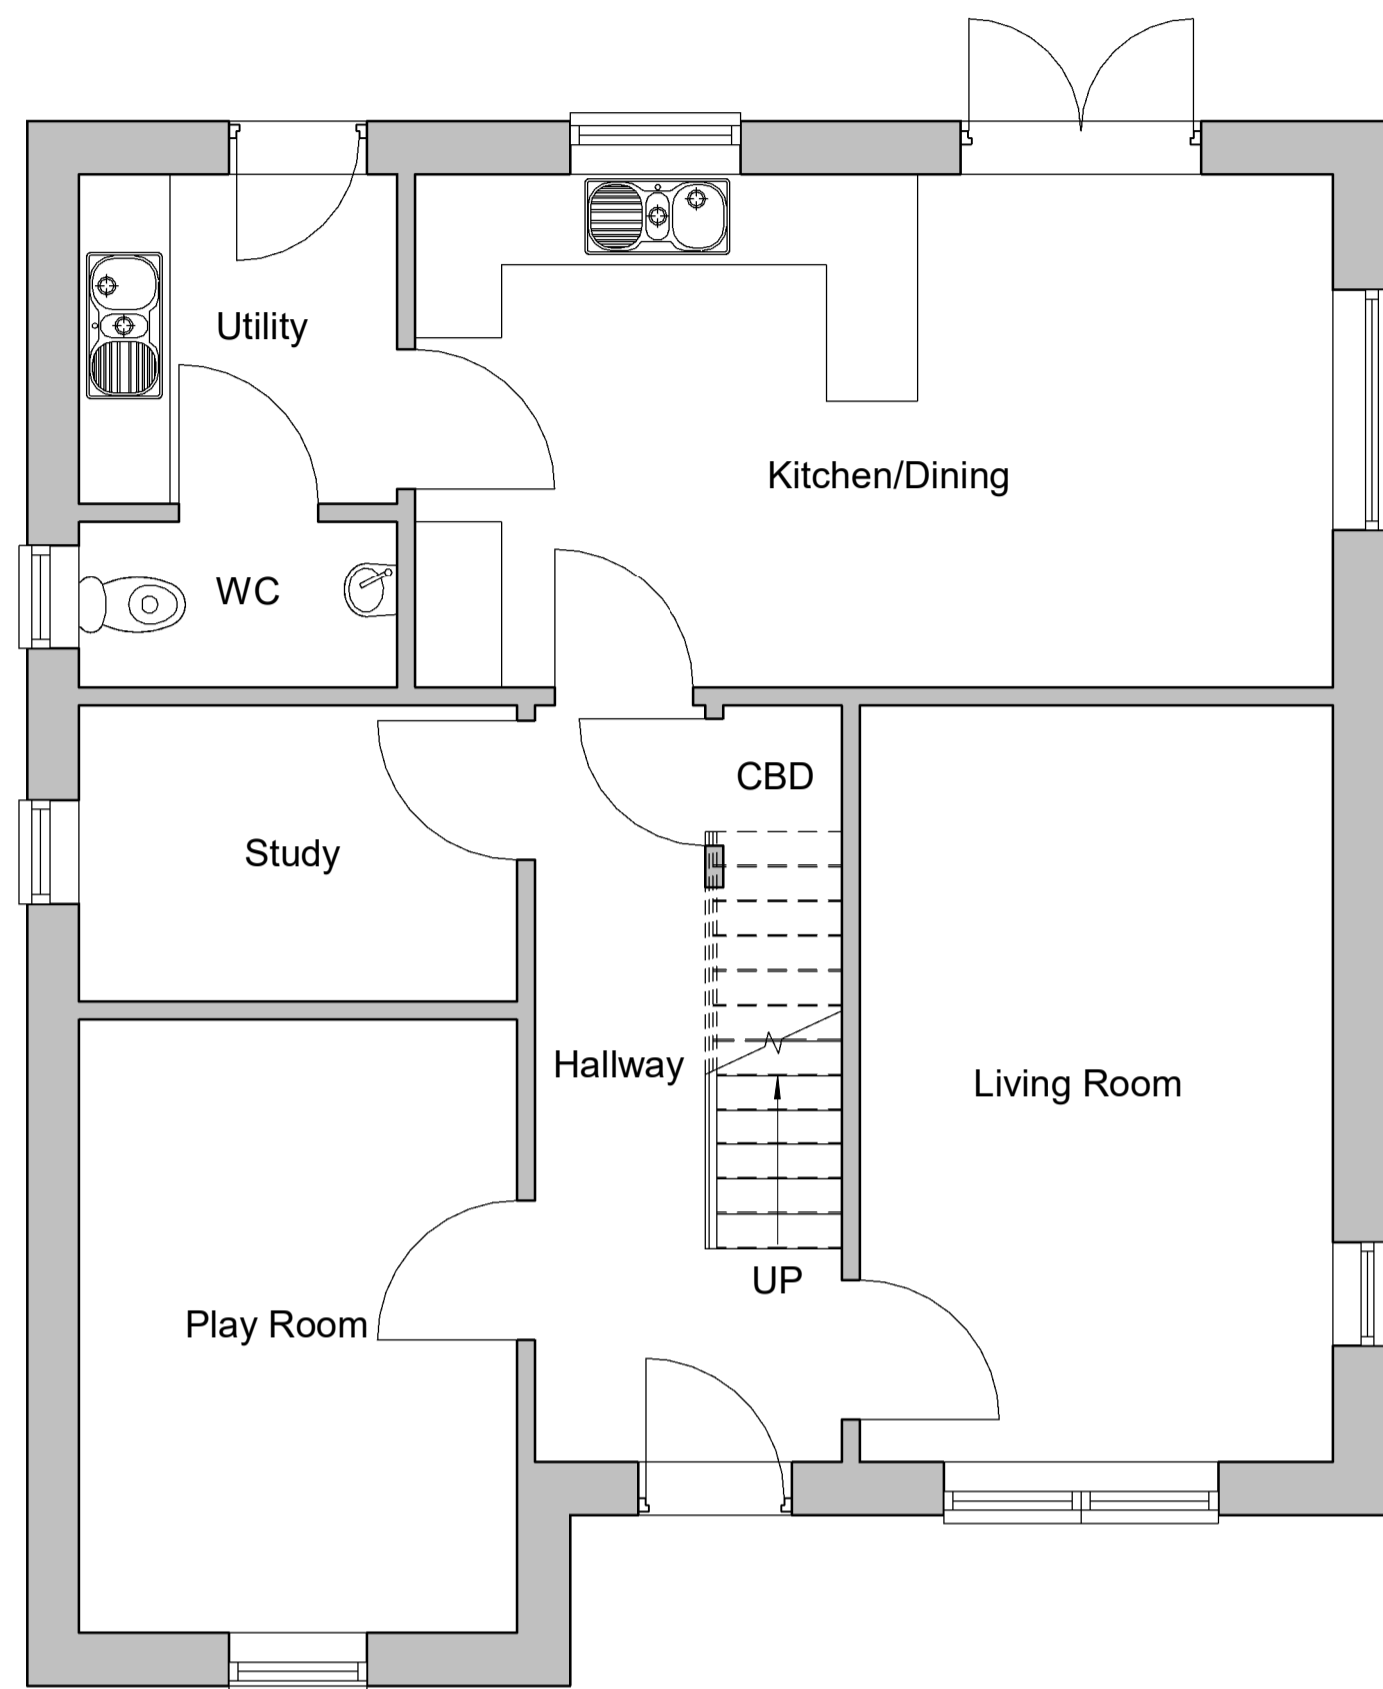 Utility
Kitchen/Dining
WC
CBD
Study
Hallway
Living Room
UP
Play Room